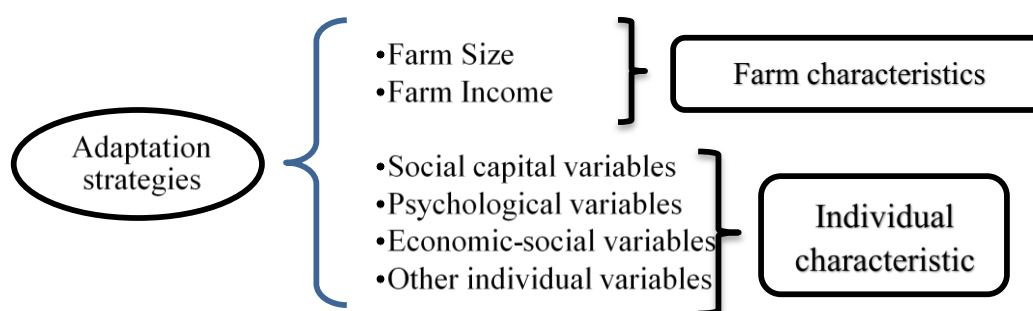 Adaptation
strategies
•Farm Size
•Farm Income
Farm characteristics
•Social capital variables
•Psychological variables
•Economic-social variables
•Other individual variables
Individual
characteristic